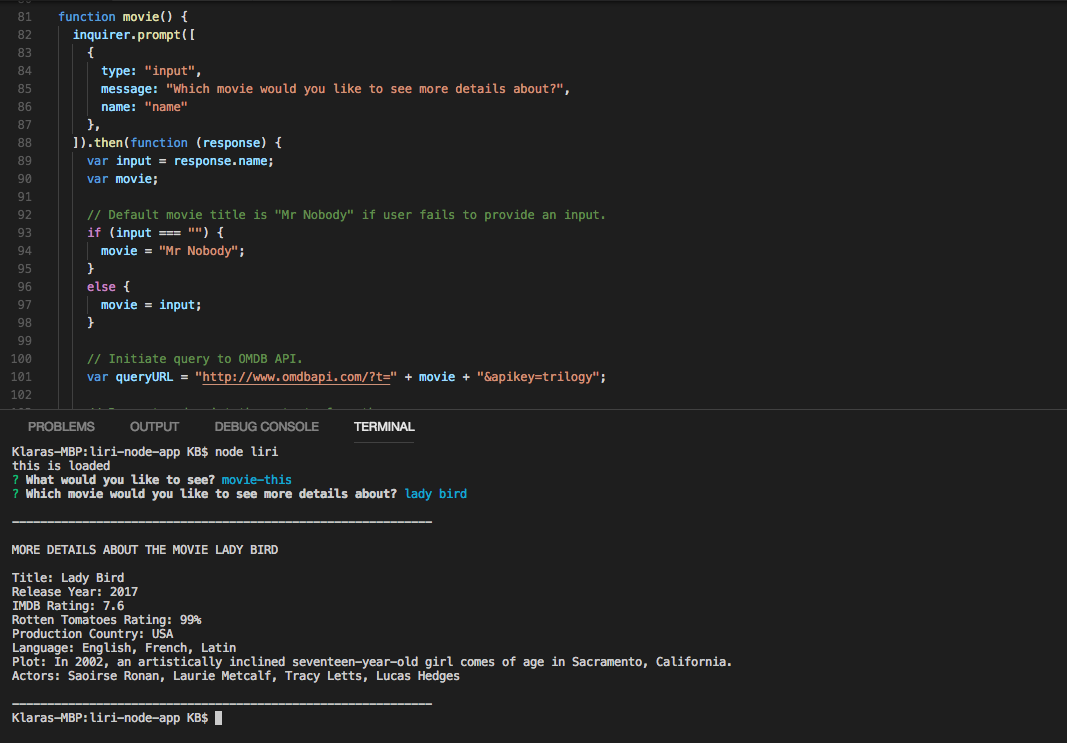 81 function movie() {
82 inquirer.prompt([
83 {
84 type: "input",
85 message: "Which movie would you like to see more details about?",
86 name: "name"
87 },
88 ]).then(function (response) {
89 var input = response.name;
90 var movie;
91
92 // Default movie title is "Mr Nobody" if user fails to provide an input.
93 if (input === "") {
94 movie = "Mr Nobody";
95 }
96 else {
97 movie = input;
98 }
99
100 // Initiate query to OMDB API.
101 var queryURL = "http://www.omdbapi.com/?t=" + movie + "&apikey=trilogy";
102
PROBLEMS OUTPUT DEBUG CONSOLE TERMINAL
Klaras-MBP:liri-node-app KB$ node liri
this is loaded
? What would you like to see? movie-this
? Which movie would you like to see more details about? lady bird
MORE DETAILS ABOUT THE MOVIE LADY BIRD
Title: Lady Bird
Release Year: 2017
IMDB Rating: 7.6
Rotten Tomatoes Rating: 99%
Production Country: USA
Language: English, French, Latin
Plot: In 2002, an artistically inclined seventeen-year-old girl comes of age in Sacramento, California.
Actors: Saoirse Ronan, Laurie Metcalf, Tracy Letts, Lucas Hedges
Klaras-MBP:liri-node-app KB$